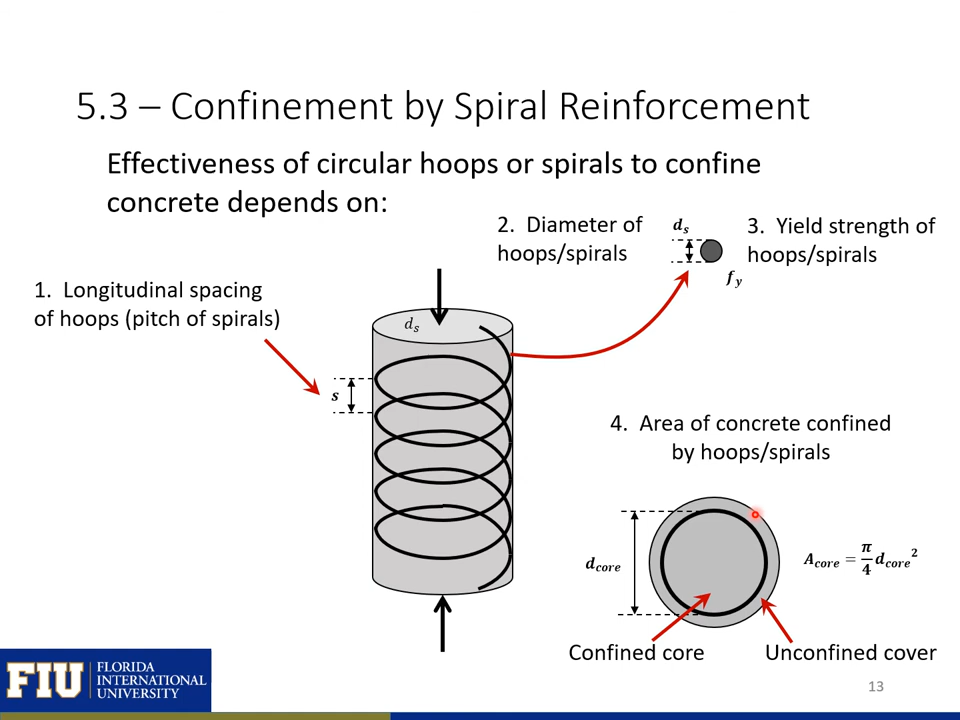 5.3 – Confinement by Spiral Reinforcement
Effectiveness of circular hoops or spirals to confine
concrete depends on:
2. Diameter of
hoops/spirals
d_s
3. Yield strength of
hoops/spirals
f_y
1. Longitudinal spacing
of hoops (pitch of spirals)
d_s
s
4. Area of concrete confined
by hoops/spirals
d_core
A_core = π/4 d_core²
Confined core
Unconfined cover
FIU
FLORIDA
INTERNATIONAL
UNIVERSITY
13